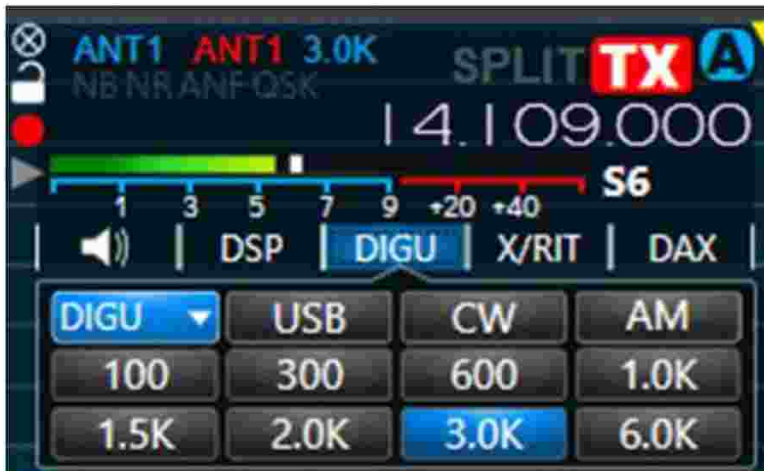 ANT1 ANT1 3.0K SPLIT TX A
NB NR ANF QSK
14.109.000
S6
1 3 5 7 9 +20 +40
DSP DIGU X/RIT DAX
DIGU USB CW AM
100 300 600 1.0K
1.5K 2.0K 3.0K 6.0K